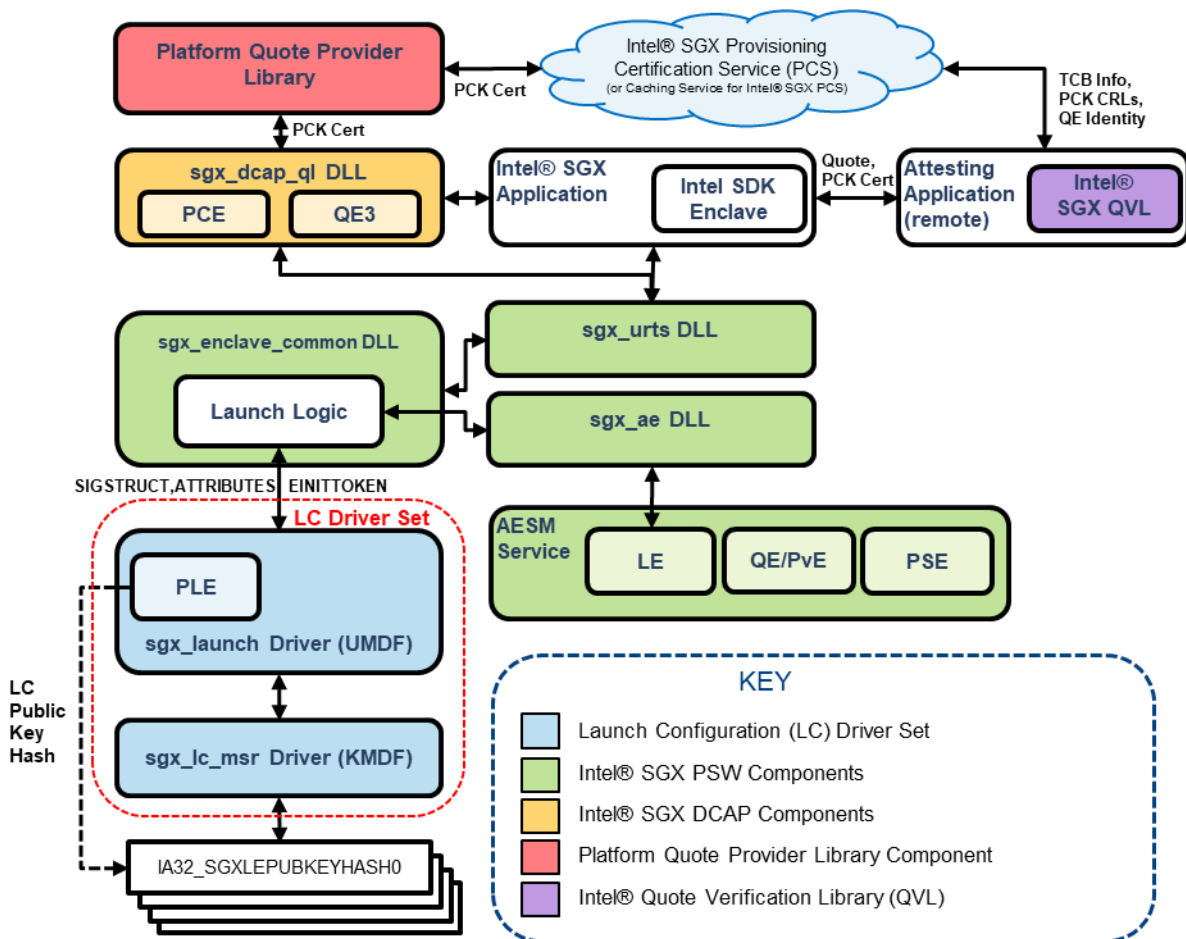 Platform Quote Provider
Library
Intel® SGX Provisioning
Certification Service (PCS)
(or Caching Service for Intel® SGX PCS)
PCK Cert
TCB Info,
PCK CRLs,
QE Identity
PCK Cert
sgx_dcap_ql DLL
PCE
QE3
Intel® SGX
Application
Intel SDK
Enclave
Quote,
PCK Cert
Attesting
Application
(remote)
Intel®
SGX QVL
sgx_enclave_common DLL
Launch Logic
sgx_urts DLL
sgx_ae DLL
SIGSTRUCT,ATTRIBUTES
EINITTOKEN
LC Driver Set
PLE
sgx_launch Driver (UMDF)
AESM
Service
LE
QE/PvE
PSE
LC
Public
Key
Hash
sgx_lc_msr Driver (KMDF)
IA32_SGXLEPUBKEYHASH0
KEY
Launch Configuration (LC) Driver Set
Intel® SGX PSW Components
Intel® SGX DCAP Components
Platform Quote Provider Library Component
Intel® Quote Verification Library (QVL)